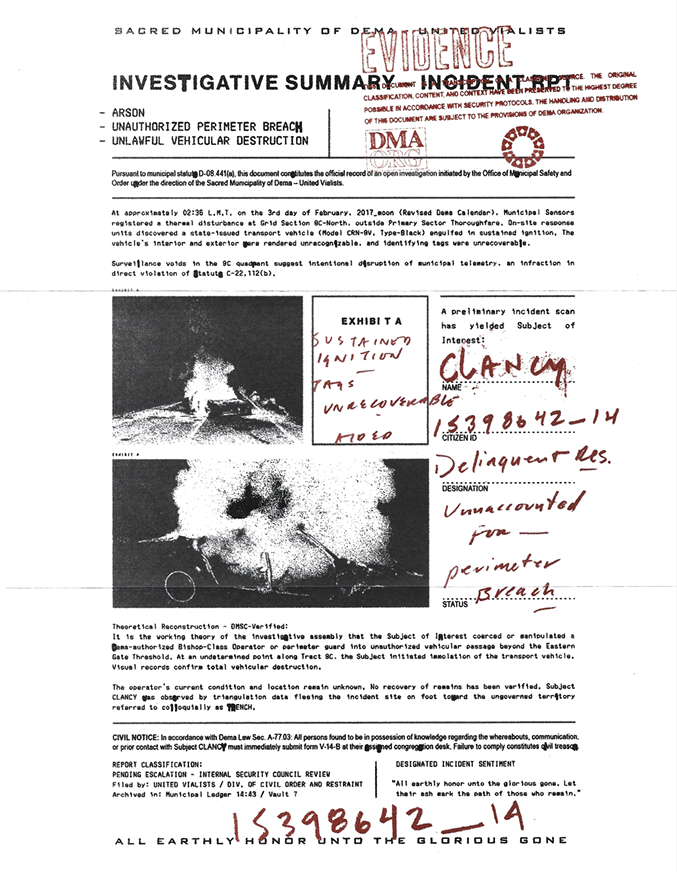 SACRED MUNICIPALITY OF DEMA UNITED VIALISTS
EVIDENCE
INVESTIGATIVE SUMMARY INCIDENT RPT
CLASSIFIED SOURCE. THE ORIGINAL
CLASSIFICATION, CONTENT, AND CONTEXT HAVE BEEN PRESERVED TO THE HIGHEST DEGREE
POSSIBLE IN ACCORDANCE WITH SECURITY PROTOCOLS. THE HANDLING AND DISTRIBUTION
OF THIS DOCUMENT ARE SUBJECT TO THE PROVISIONS OF DEMA ORGANIZATION.
– ARSON
– UNAUTHORIZED PERIMETER BREACH
– UNLAWFUL VEHICULAR DESTRUCTION
DMA
ORG
Pursuant to municipal statute D-08.441(a), this document constitutes the official record of an open investigation initiated by the Office of Municipal Safety and
Order under the direction of the Sacred Municipality of Dema – United Vialists.
At approximately 02:36 L.M.T. on the 3rd day of February, 2017_moon (Revised Dema Calendar), Municipal Sensors
registered a thermal disturbance at Grid Section 9C-North, outside Primary Sector Thoroughfare. On-site response
units discovered a state-issued transport vehicle (Model CRN-9V, Type-Black) engulfed in sustained ignition. The
vehicle's interior and exterior were rendered unrecognizable, and identifying tags were unrecoverable.
Surveillance voids in the 9C quadrant suggest intentional disruption of municipal telemetry, an infraction in
direct violation of Statute C-22.112(b).
EXHIBIT A
EXHIBIT A
SUSTAINED
IGNITION
—
TAGS
UNRECOVERABLE
—
AIDED
A preliminary incident scan
has yielded Subject of
Interest:
CLANCY
NAME
1S398642_14
CITIZEN ID
Delinquent Res.
DESIGNATION
Unnaccounted
for —
perimeter
Breach
STATUS
EXHIBIT A
Theoretical Reconstruction – DMSC-Verified:
It is the working theory of the investigative assembly that the Subject of Interest coerced or manipulated a
Dema-authorized Bishop-Class Operator or perimeter guard into unauthorized vehicular passage beyond the Eastern
Gate Threshold. At an undetermined point along Tract 9C, the Subject initiated immolation of the transport vehicle.
Visual records confirm total vehicular destruction.
The operator's current condition and location remain unknown. No recovery of remains has been verified. Subject
CLANCY was observed by triangulation data fleeing the incident site on foot toward the ungoverned territory
referred to colloquially as TRENCH.
CIVIL NOTICE: In accordance with Dema Law Sec. A-77.03: All persons found to be in possession of knowledge regarding the whereabouts, communication,
or prior contact with Subject CLANCY must immediately submit form V-14-B at their assigned congregation desk. Failure to comply constitutes civil treason.
REPORT CLASSIFICATION:
PENDING ESCALATION – INTERNAL SECURITY COUNCIL REVIEW
Filed by: UNITED VIALISTS / DIV. OF CIVIL ORDER AND RESTRAINT
Archived in: Municipal Ledger 14:43 / Vault 7
DESIGNATED INCIDENT SENTIMENT
"All earthly honor unto the glorious gone. Let
their ash mark the path of those who remain."
1S398642_14
ALL EARTHLY HONOR UNTO THE GLORIOUS GONE